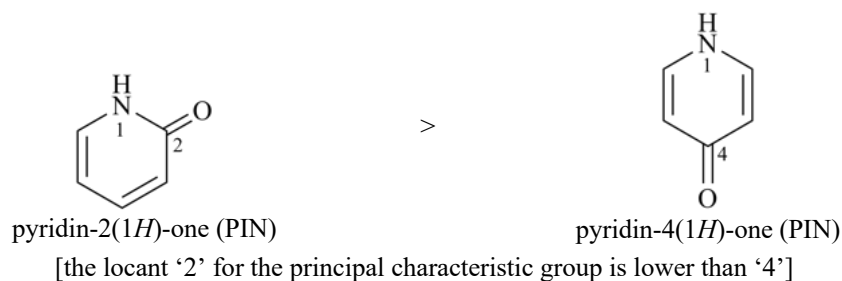 H
N
1
O
2
>
H
N
1
4
O
pyridin-2(1H)-one (PIN)
pyridin-4(1H)-one (PIN)
[the locant ‘2’ for the principal characteristic group is lower than ‘4’]